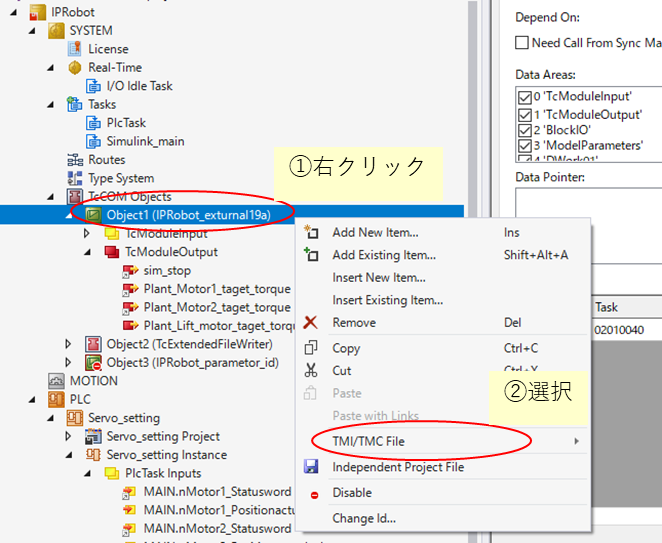 IPRobot
SYSTEM
License
Real-Time
I/O Idle Task
Tasks
PlcTask
Simulink_main
Routes
Type System
TcCOM Objects
Object1 (IPRobot_exturnal19a)
TcModuleInput
TcModuleOutput
sim_stop
Plant_Motor1_taget_torque
Plant_Motor2_taget_torque
Plant_Lift_motor_taget_torqu
Object2 (TcExtendedFileWriter)
Object3 (IPRobot_parametor_id)
MOTION
PLC
Servo_setting
Servo_setting Project
Servo_setting Instance
PlcTask Inputs
MAIN.nMotor1_Statusword
MAIN.nMotor1_Positionactu
MAIN.nMotor2_Statusword
①右クリック
Add New Item... Ins
Add Existing Item... Shift+Alt+A
Insert New Item...
Insert Existing Item...
Remove Del
Copy Ctrl+C
Cut Ctrl+X
Paste
Paste with Links
②選択
TMI/TMC File
Independent Project File
Disable
Change Id...
Depend On:
Need Call From Sync Ma
Data Areas:
0 'TcModuleInput'
1 'TcModuleOutput'
2 'BlockIO'
3 'ModelParameters'
4 'DWork01'
Data Pointer:
Task
02010040